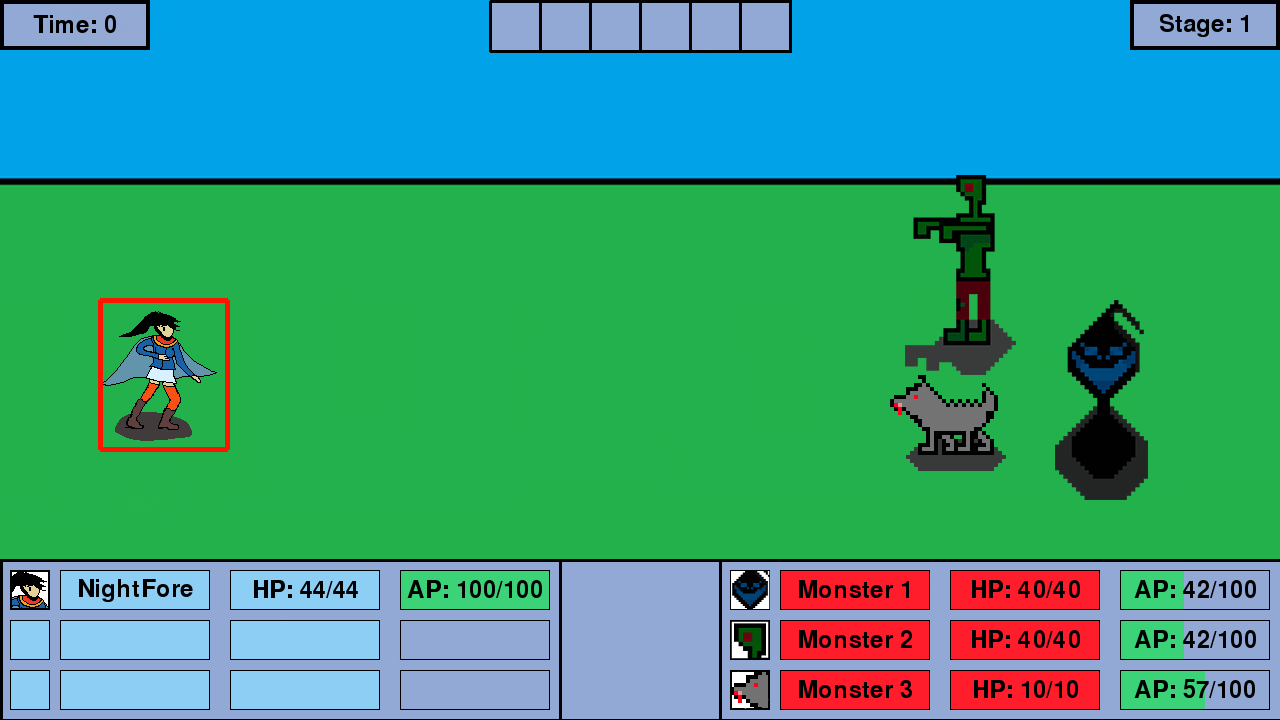 Time: 0
Stage: 1
NightFore HP: 44/44 AP: 100/100
Monster 1 HP: 40/40 AP: 42/100
Monster 2 HP: 40/40 AP: 42/100
Monster 3 HP: 10/10 AP: 57/100